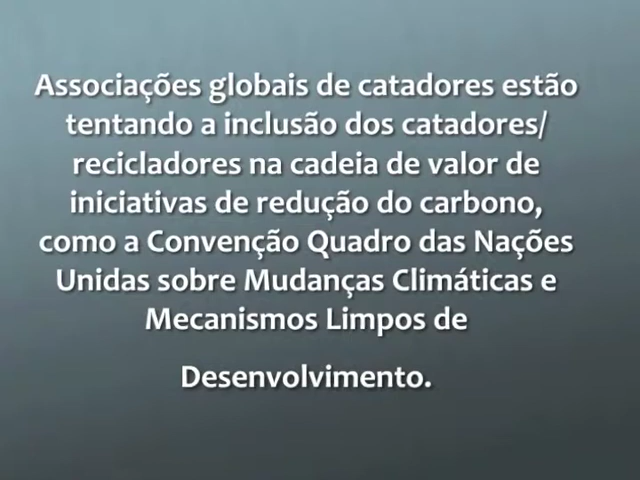 Associações globais de catadores estão
tentando a inclusão dos catadores/
recicladores na cadeia de valor de
iniciativas de redução do carbono,
como a Convenção Quadro das Nações
Unidas sobre Mudanças Climáticas e
Mecanismos Limpos de
Desenvolvimento.